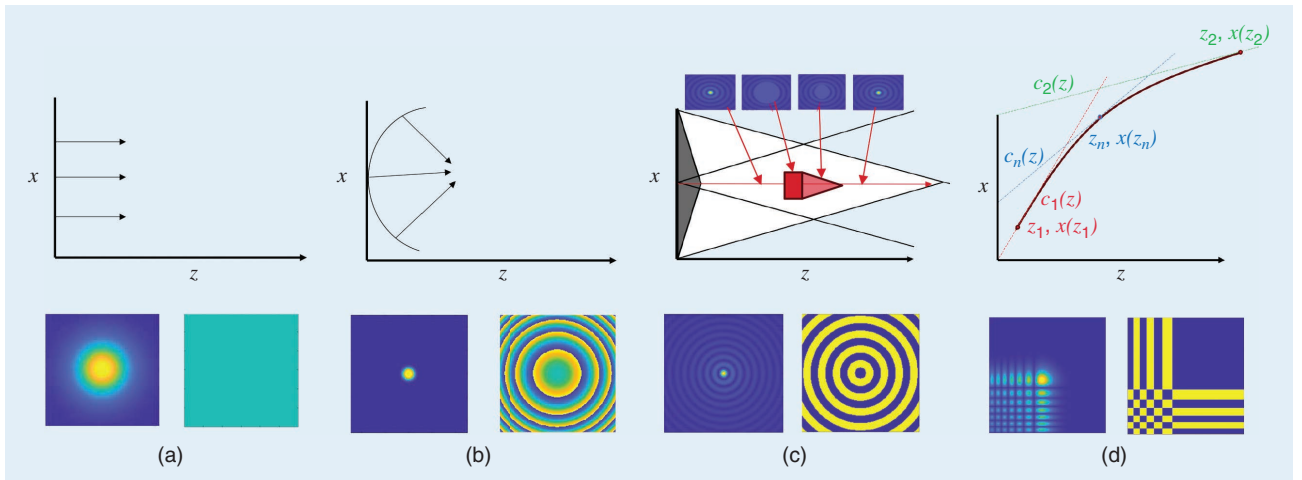 x
z
(a)
x
z
(b)
x
z
(c)
z₂, x(z₂)
c₂(z)
zₙ, x(zₙ)
cₙ(z)
x
c₁(z)
z₁, x(z₁)
z
(d)